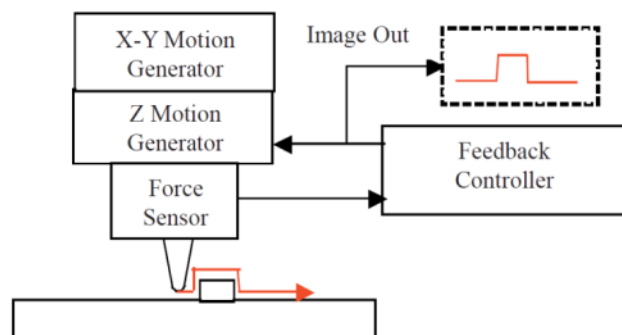 X-Y Motion
Generator
Image Out
Z Motion
Generator
Feedback
Controller
Force
Sensor